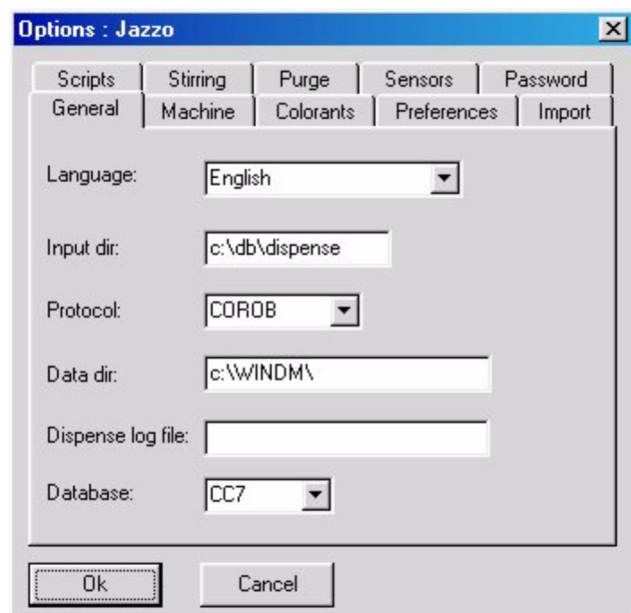 Options : Jazzo
Scripts Stirring Purge Sensors Password
General Machine Colorants Preferences Import
Language: English
Input dir: c:\db\dispense
Protocol: COROB
Data dir: c:\WINDM\
Dispense log file:
Database: CC7
Ok Cancel